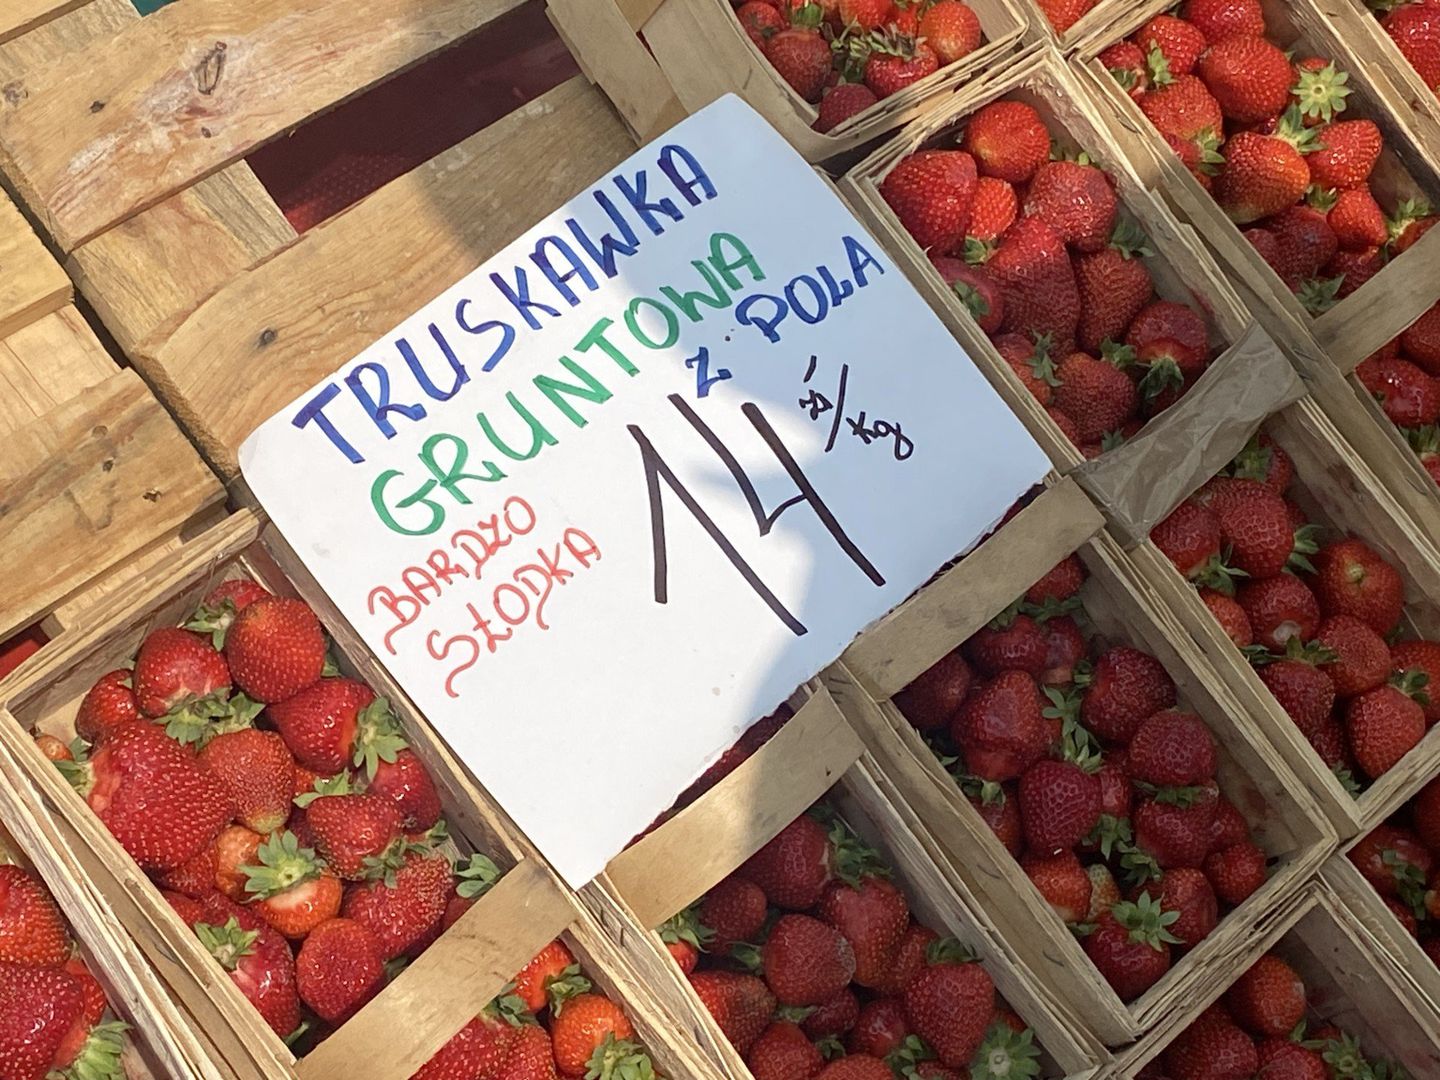 TRUSKAWKA
GRUNTOWA
Z POLA
BARDZO
SŁODKA
14 zł/kg